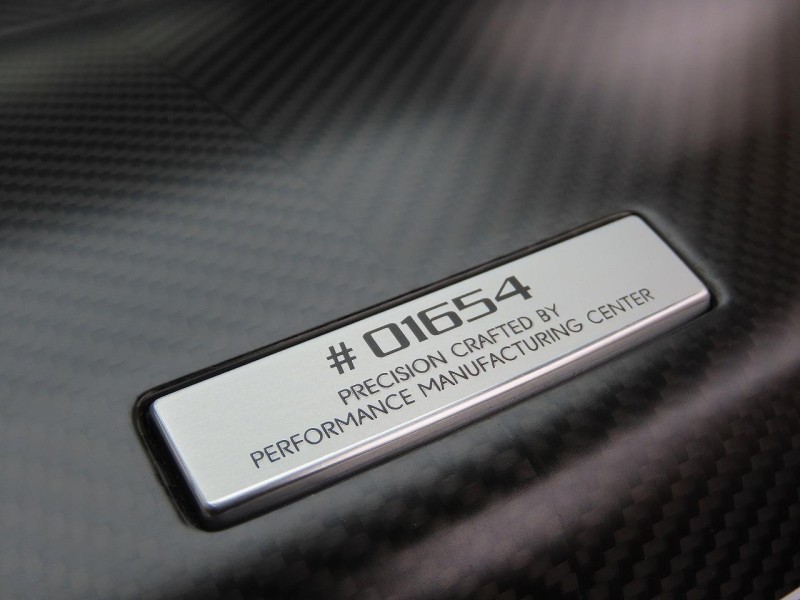 # 01654
PRECISION CRAFTED BY
PERFORMANCE MANUFACTURING CENTER